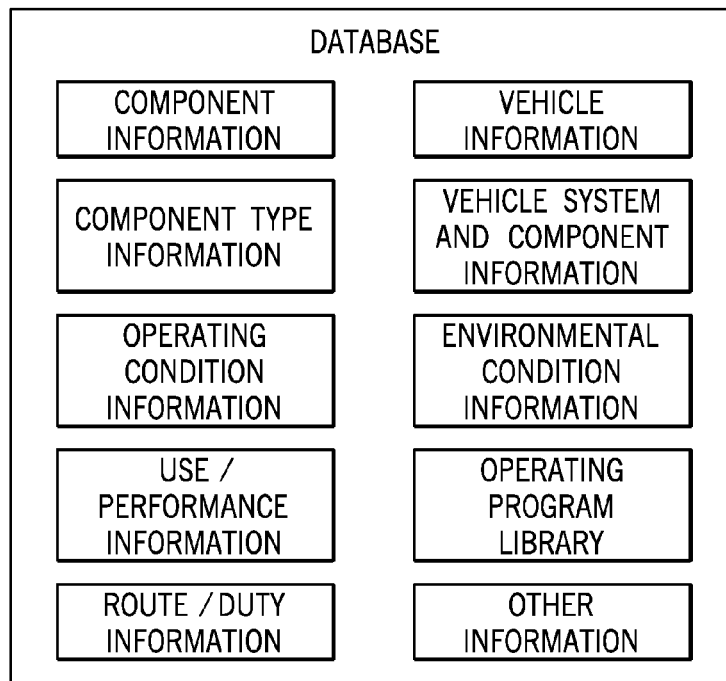 DATABASE
COMPONENT
INFORMATION
VEHICLE
INFORMATION
COMPONENT TYPE
INFORMATION
VEHICLE SYSTEM
AND COMPONENT
INFORMATION
OPERATING
CONDITION
INFORMATION
ENVIRONMENTAL
CONDITION
INFORMATION
USE /
PERFORMANCE
INFORMATION
OPERATING
PROGRAM
LIBRARY
ROUTE / DUTY
INFORMATION
OTHER
INFORMATION